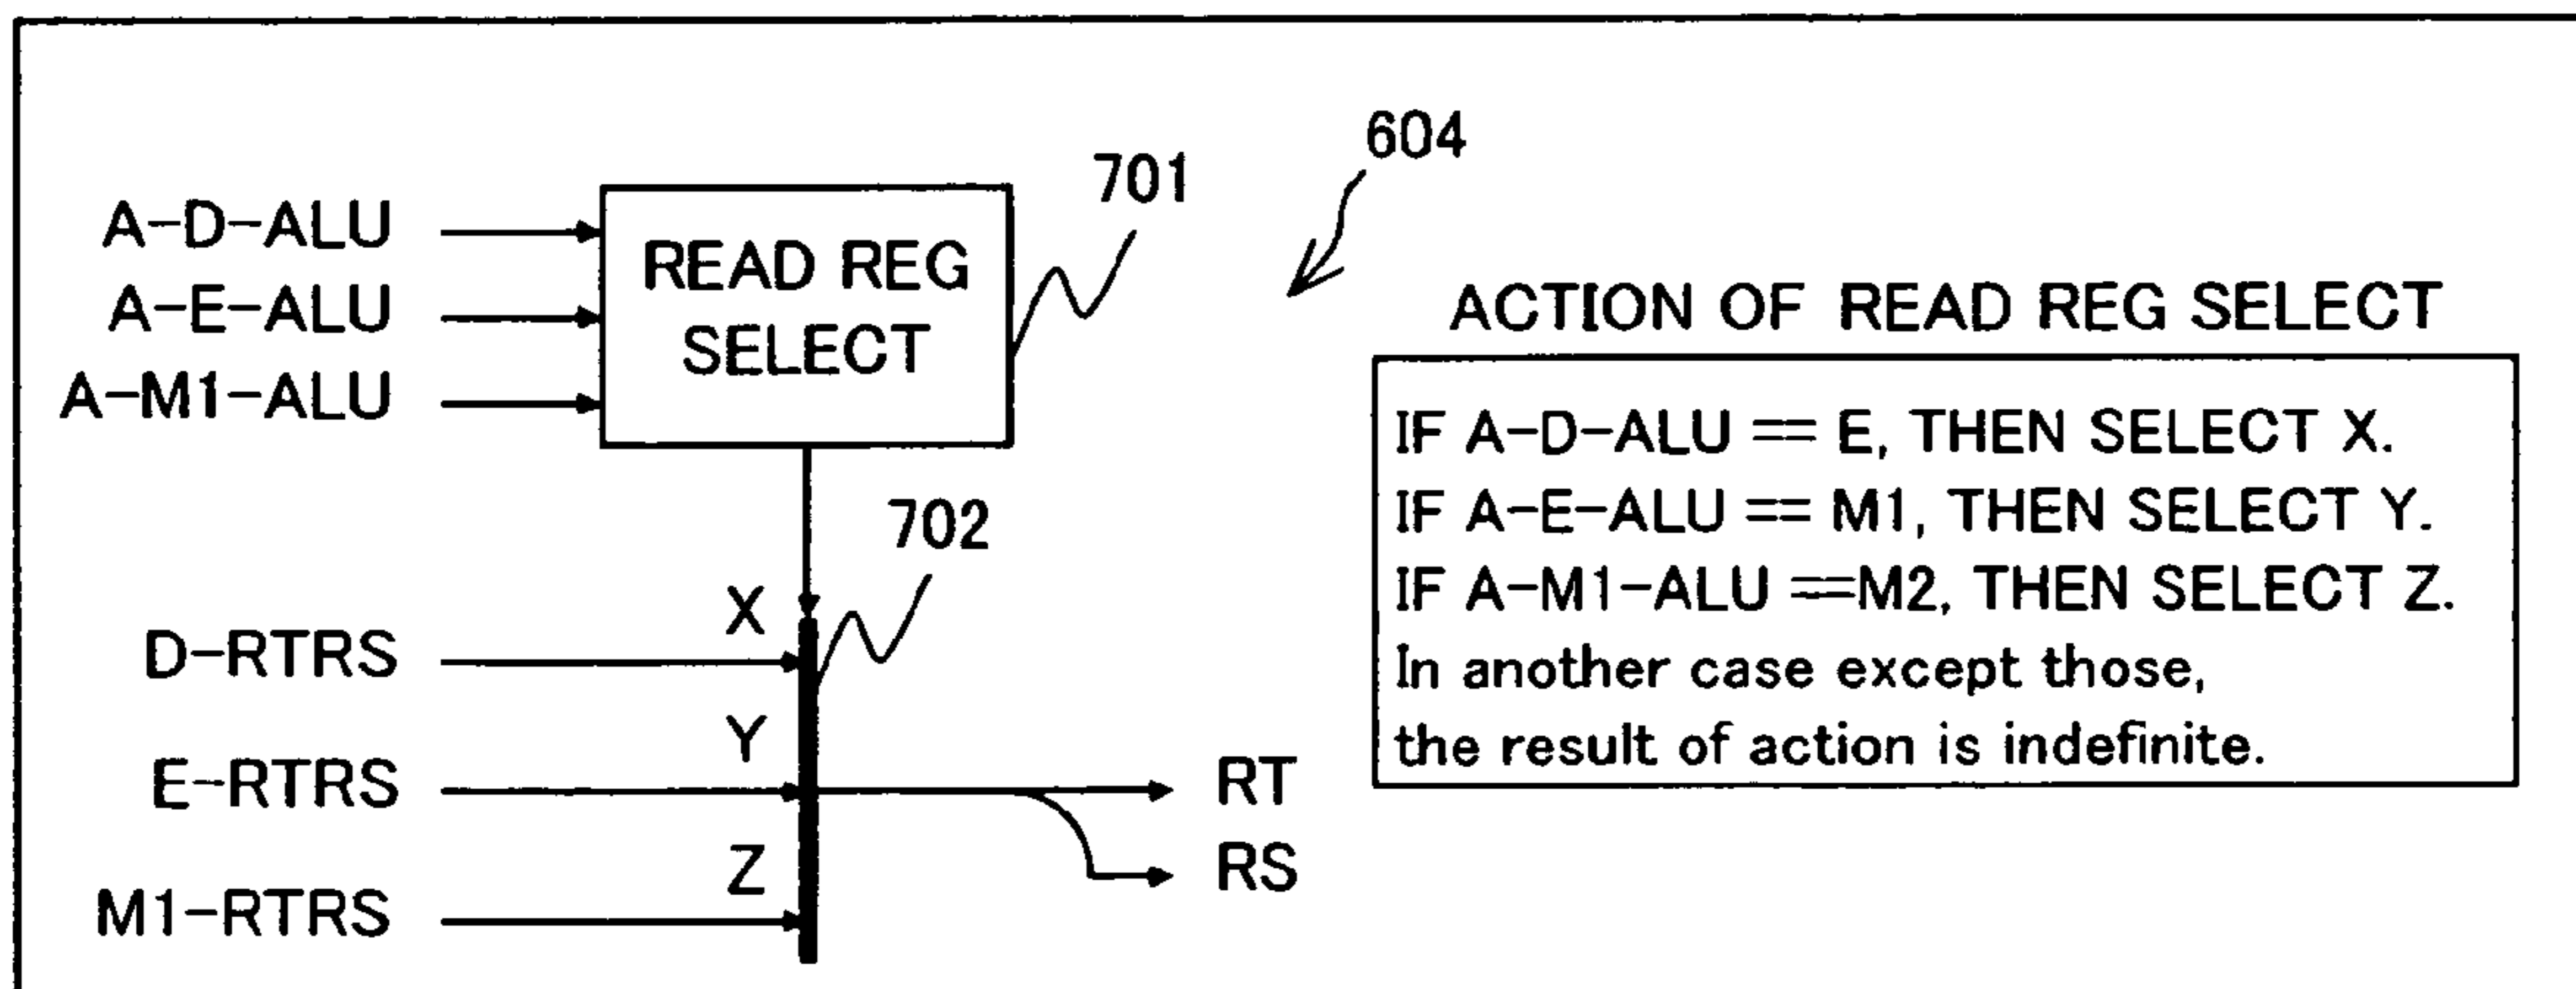 604
701
A-D-ALU
A-E-ALU
A-M1-ALU
READ REG
SELECT
ACTION OF READ REG SELECT
IF A-D-ALU == E, THEN SELECT X.
IF A-E-ALU == M1, THEN SELECT Y.
IF A-M1-ALU ==M2, THEN SELECT Z.
In another case except those,
the result of action is indefinite.
702
X
D-RTRS
Y
E-RTRS
RT
Z
RS
M1-RTRS